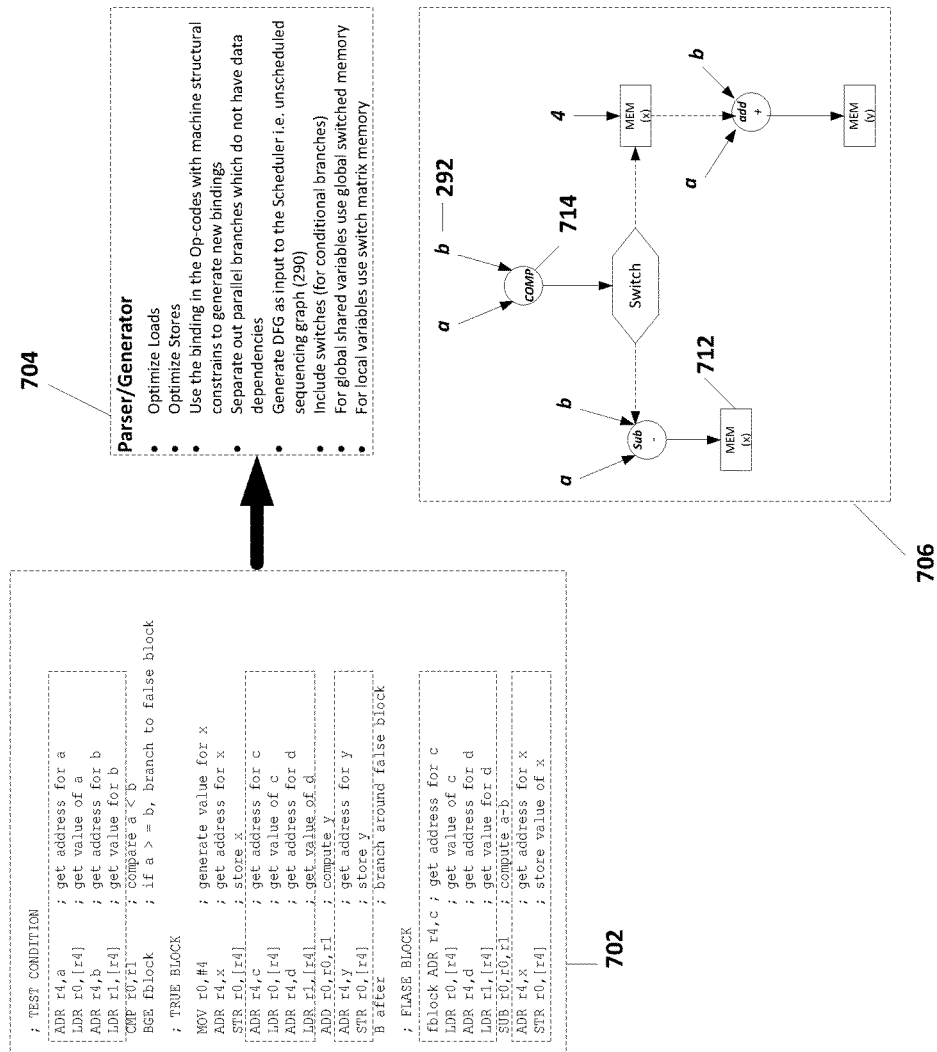 ; TEST CONDITION
ADR r4,a ; get address for a
LDR r0,[r4] ; get value of a
ADR r4,b ; get address for b
LDR r1,[r4] ; get value for b
CMP r0,r1 ; compare a < b
BGE fblock ; if a > = b, branch to false block
; TRUE BLOCK
MOV r0,#4 ; generate value for x
ADR r4,x ; get address for x
STR r0,[r4] ; store x
ADR r4,c ; get address for c
LDR r0,[r4] ; get value of c
ADR r4,d ; get address for d
LDR r1,[r4] ; get value of d
ADD r0,r0,r1 ; compute y
ADR r4,y ; get address for y
STR r0,[r4] ; store y
B after ; branch around false block
; FLASE BLOCK
fblock ADR r4,c ; get address for c
LDR r0,[r4] ; get value of c
ADR r4,d ; get address for d
LDR r1,[r4] ; get value for d
SUB r0,r0,r1 ; compute a-b
ADR r4,x ; get address for x
STR r0,[r4] ; store value of x
702
704
Parser/Generator
• Optimize Loads
• Optimize Stores
• Use the binding in the Op-codes with machine structural
constrains to generate new bindings
• Separate out parallel branches which do not have data
dependencies
• Generate DFG as input to the Scheduler i.e. unscheduled
sequencing graph (290)
• Include switches (for conditional branches)
• For global shared variables use global switched memory
• For local variables use switch matrix memory
292
a
b
COMP
714
Switch
a
b
Sub
-
MEM
(x)
712
4
MEM
(x)
a
b
add
+
MEM
(y)
706